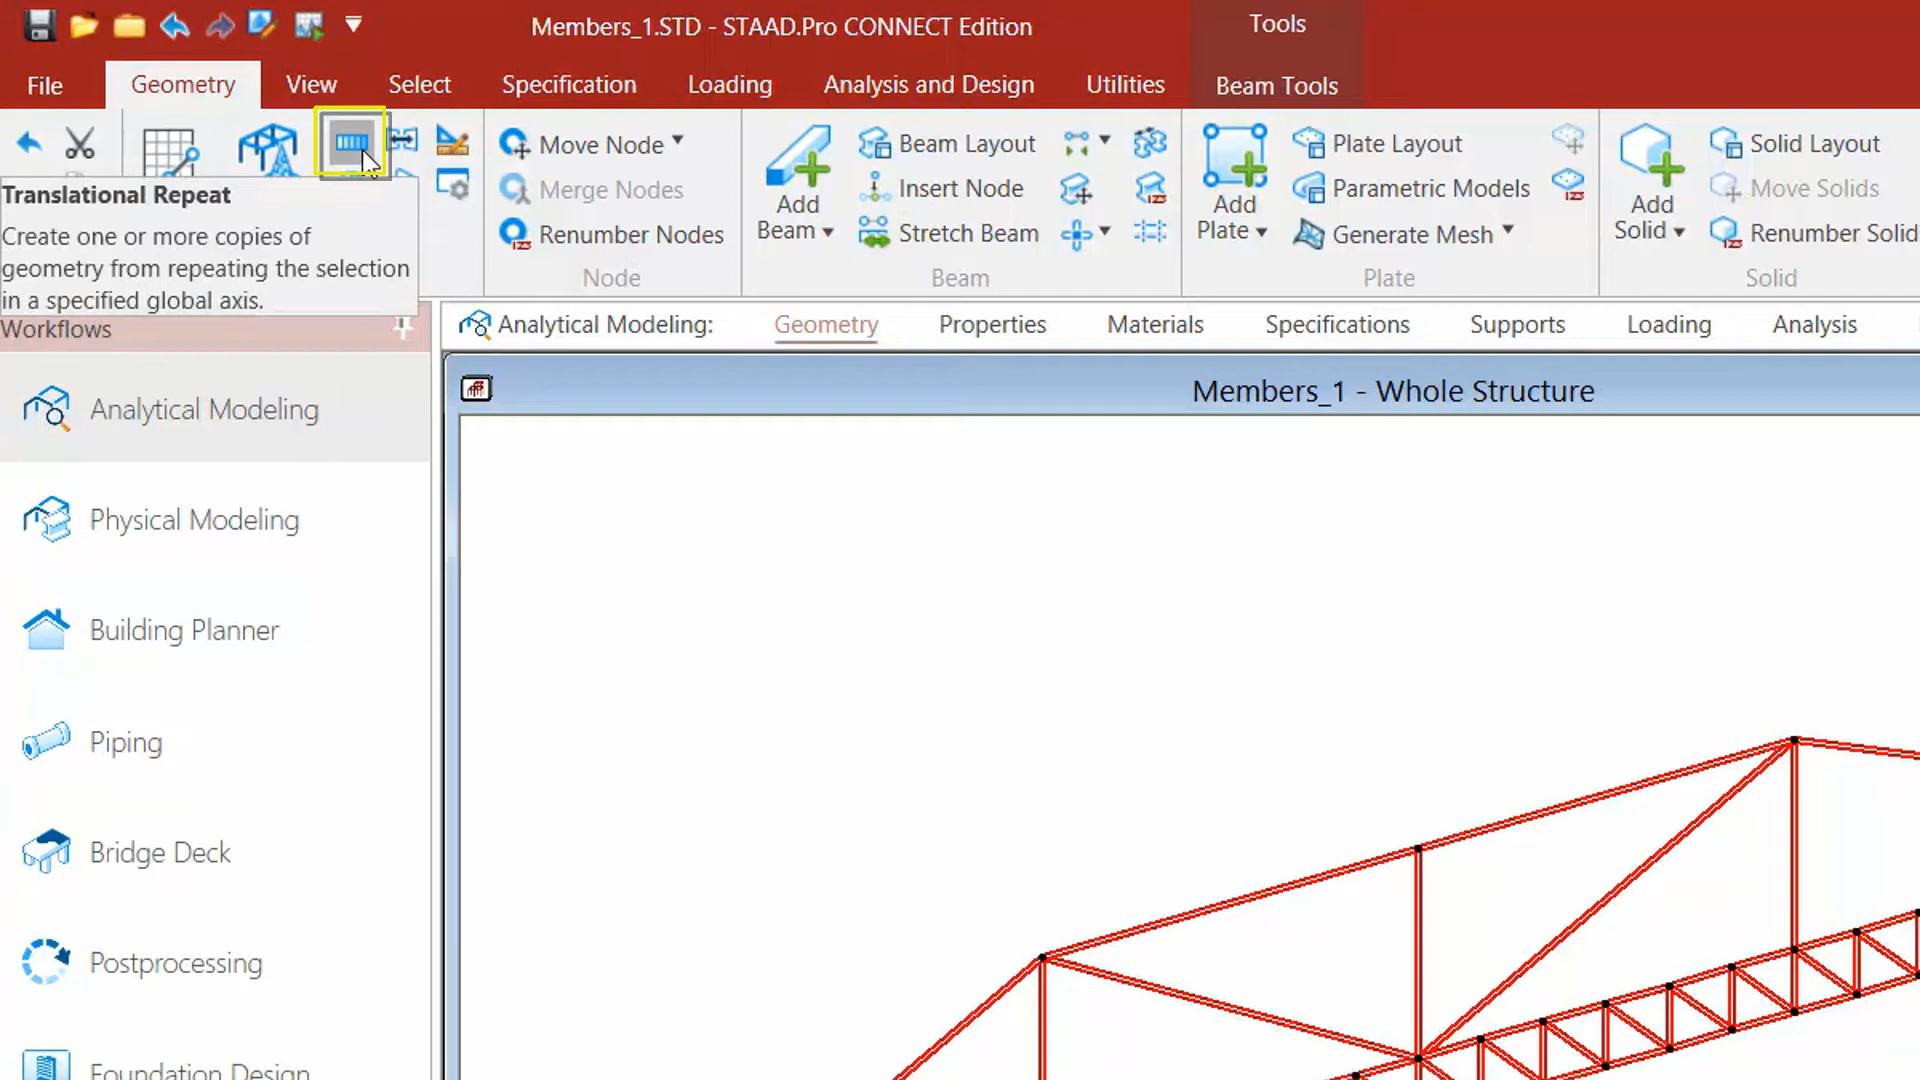 Members_1.STD - STAAD.Pro CONNECT Edition
Tools
File
Geometry
View
Select
Specification
Loading
Analysis and Design
Utilities
Beam Tools
Translational Repeat
Create one or more copies of
geometry from repeating the selection
in a specified global axis.
Move Node
Merge Nodes
Renumber Nodes
Node
Add
Beam
Beam Layout
Insert Node
Stretch Beam
Beam
Add
Plate
Plate Layout
Parametric Models
Generate Mesh
Plate
Add
Solid
Solid Layout
Move Solids
Renumber Solid
Solid
Workflows
Analytical Modeling:
Geometry
Properties
Materials
Specifications
Supports
Loading
Analysis
Members_1 - Whole Structure
Analytical Modeling
Physical Modeling
Building Planner
Piping
Bridge Deck
Postprocessing
Foundation Design